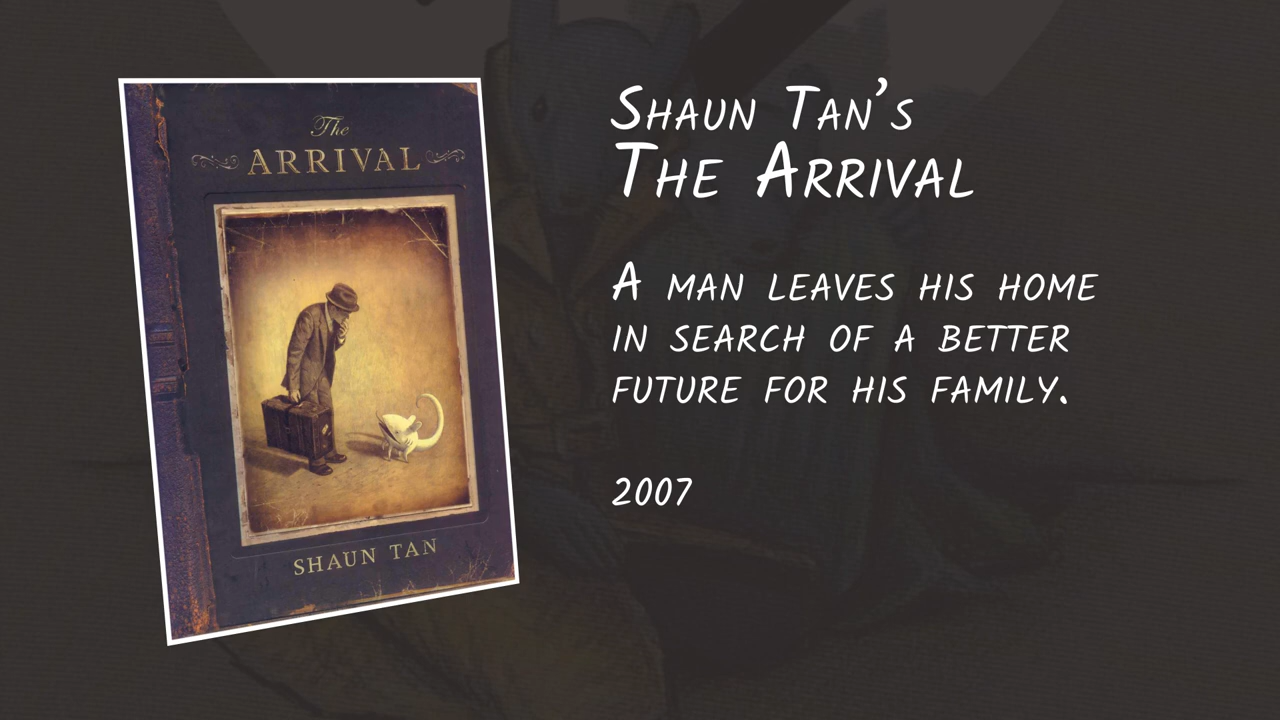 The
ARRIVAL
SHAUN TAN
Shaun Tan's
The Arrival
A man leaves his home
in search of a better
future for his family.
2007